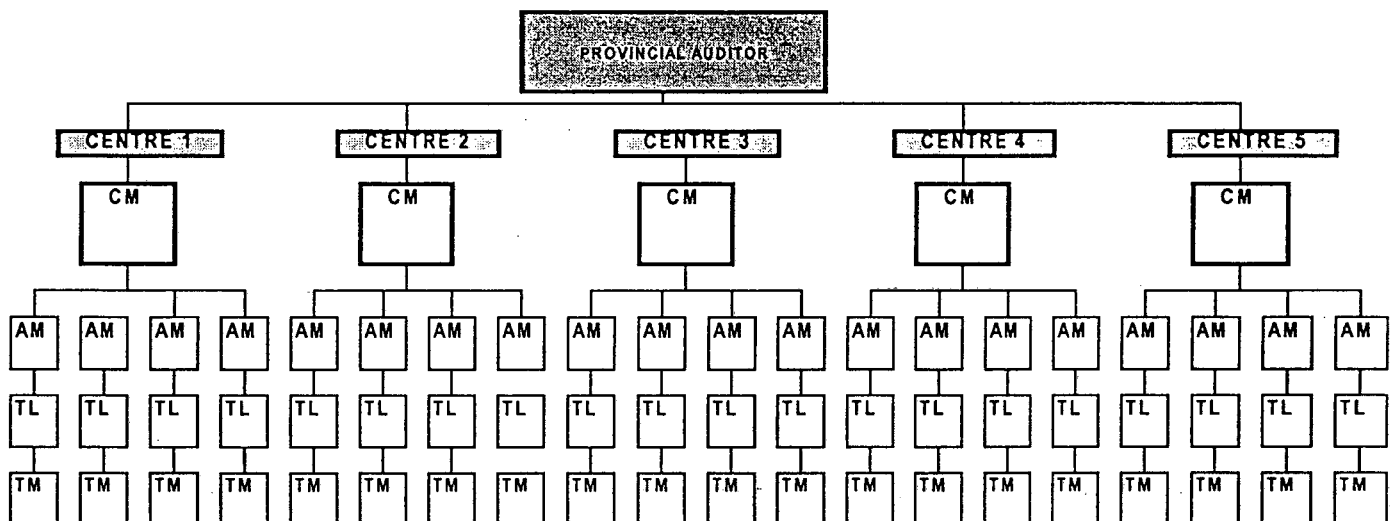 PROVINCIAL AUDITOR
CENTRE 1 CENTRE 2 CENTRE 3 CENTRE 4 CENTRE 5
CM CM CM CM CM
AM AM AM AM AM AM AM AM AM AM AM AM AM AM AM AM AM AM AM AM
TL TL TL TL TL TL TL TL TL TL TL TL TL TL TL TL TL TL TL TL
TM TM TM TM TM TM TM TM TM TM TM TM TM TM TM TM TM TM TM TM